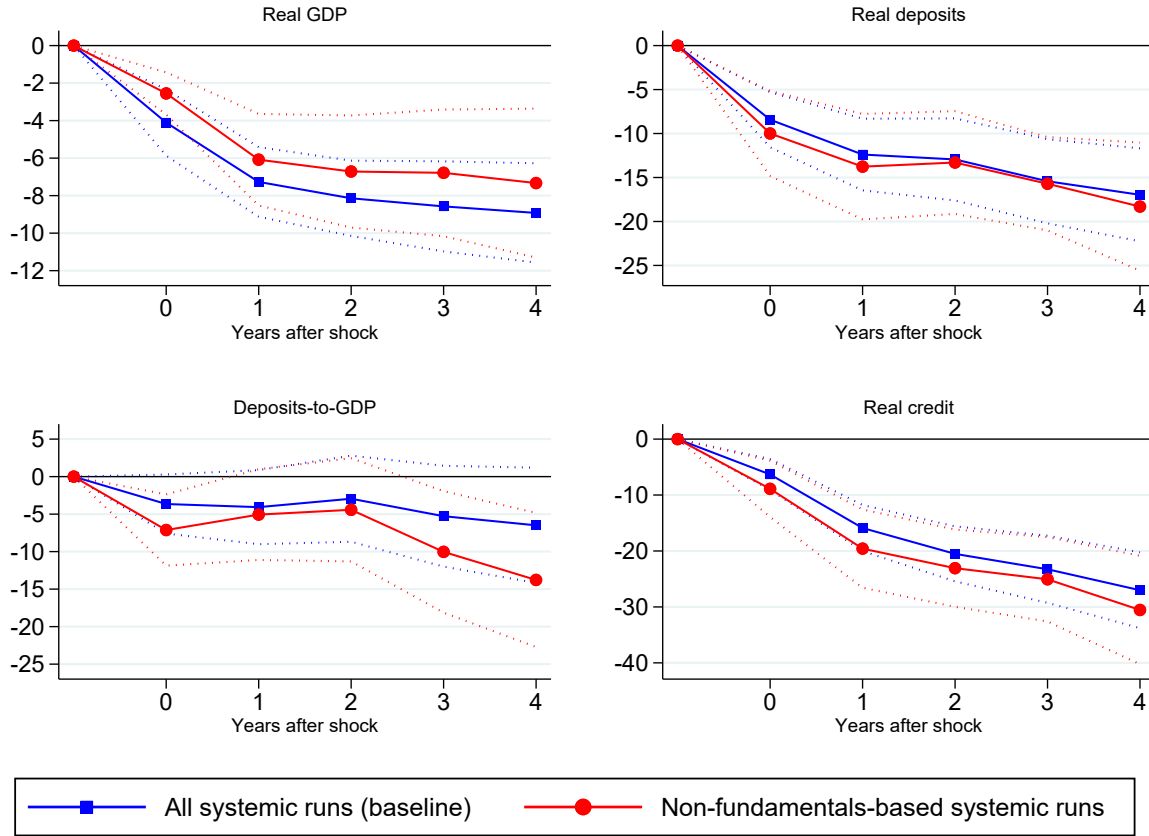 Real GDP
0
-2
-4
-6
-8
-10
-12
0 1 2 3 4
Years after shock
Real deposits
0
-5
-10
-15
-20
-25
0 1 2 3 4
Years after shock
Deposits-to-GDP
5
0
-5
-10
-15
-20
-25
0 1 2 3 4
Years after shock
Real credit
0
-10
-20
-30
-40
0 1 2 3 4
Years after shock
All systemic runs (baseline) Non-fundamentals-based systemic runs